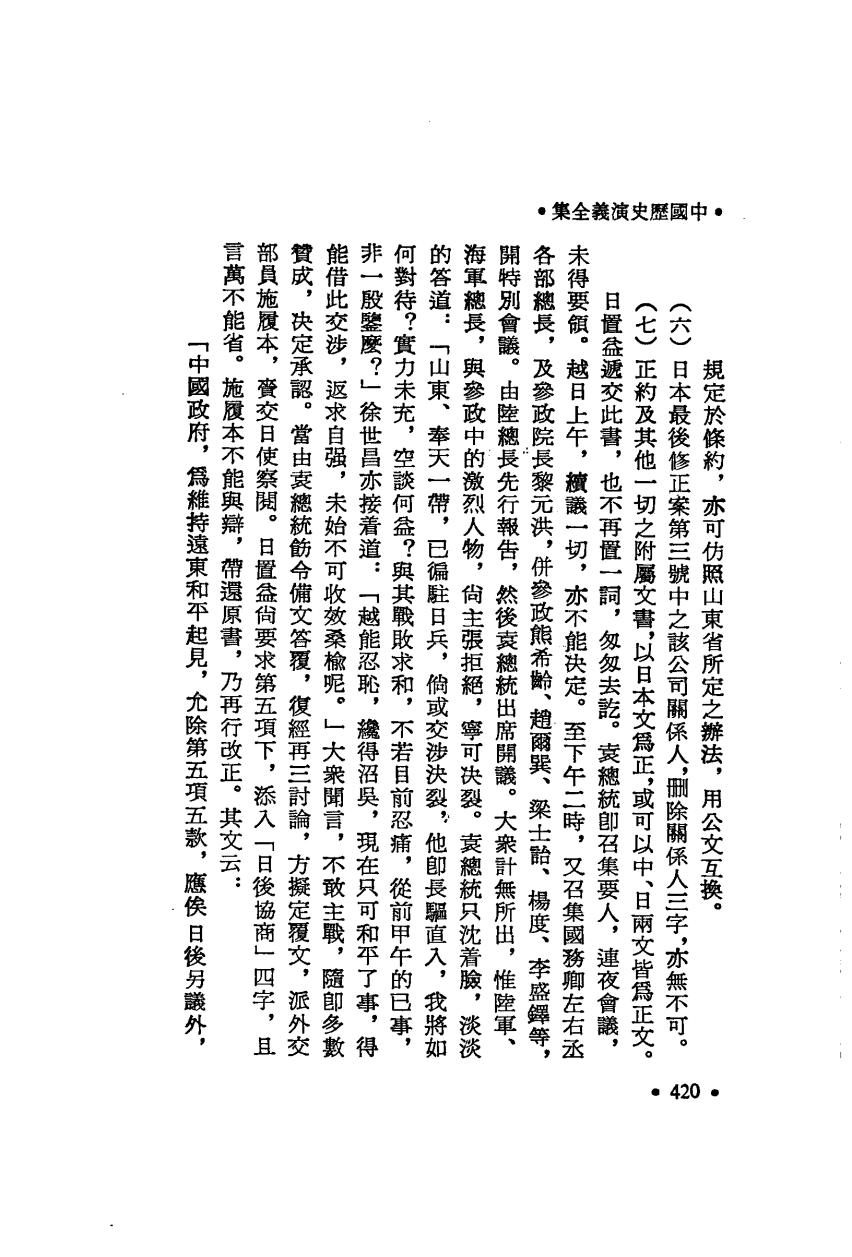 •中國歷史演義全集•
規定於條約，亦可仿照山東省所定之辦法，用公文互換。
（六）日本最後修正案第三號中之該公司關係人，刪除關係人三字，亦無不可。
（七）正約及其他一切之附屬文書，以日本文爲正，或可以中、日兩文皆爲正文。
日置益遞交此書，也不再置一詞，匆匆去訖。袁總統卽召集要人，連夜會議，
未得要領。越日上午，續議一切，亦不能決定。至下午二時，又召集國務卿左右丞
各部總長，及參政院長黎元洪，併參政熊希齡、趙爾巽、梁士詒、楊度、李盛鐸等，
開特別會議。由陸總長先行報告，然後袁總統出席開議。大衆計無所出，惟陸軍、
海軍總長，與參政中的激烈人物，尙主張拒絕，寧可決裂。袁總統只沈着臉，淡淡
的答道：「山東、奉天一帶，已徧駐日兵，倘或交涉決裂，他卽長驅直入，我將如
何對待？實力未充，空談何益？與其戰敗求和，不若目前忍痛，從前甲午的已事，
非一殷鑒麼？」徐世昌亦接着道：「越能忍恥，纔得沼吳，現在只可和平了事，得
能借此交涉，返求自强，未始不可收效桑楡呢。」大衆聞言，不敢主戰，隨卽多數
贊成，決定承認。當由袁總統飭令備文答覆，復經再三討論，方擬定覆文，派外交
部員施履本，齎交日使察閱。日置益尙要求第五項下，添入「日後協商」四字，且
言萬不能省。施履本不能與辯，帶還原書，乃再行改正。其文云：
「中國政府，爲維持遠東和平起見，允除第五項五款，應俟日後另議外，
•420•